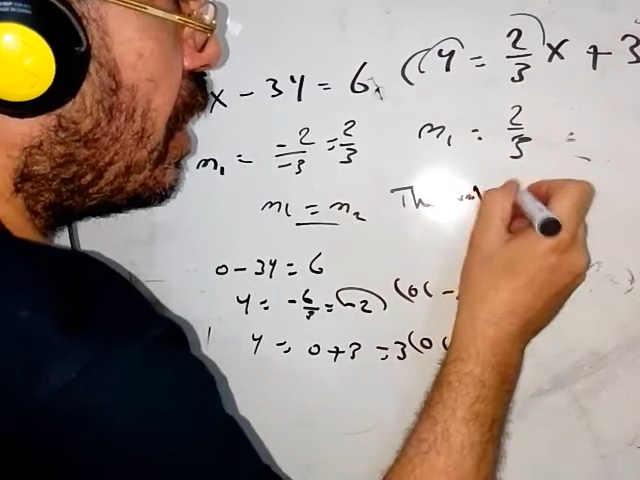 y = 2/3 x + 3
x - 3y = 6
m₁ = -2/-3 = 2/3
m₁ = 2/3 =
m₁ = m₂
0 - 3y = 6
y = -6/3 = -2 (0(-
y = 0 + 3 = 3 (0(